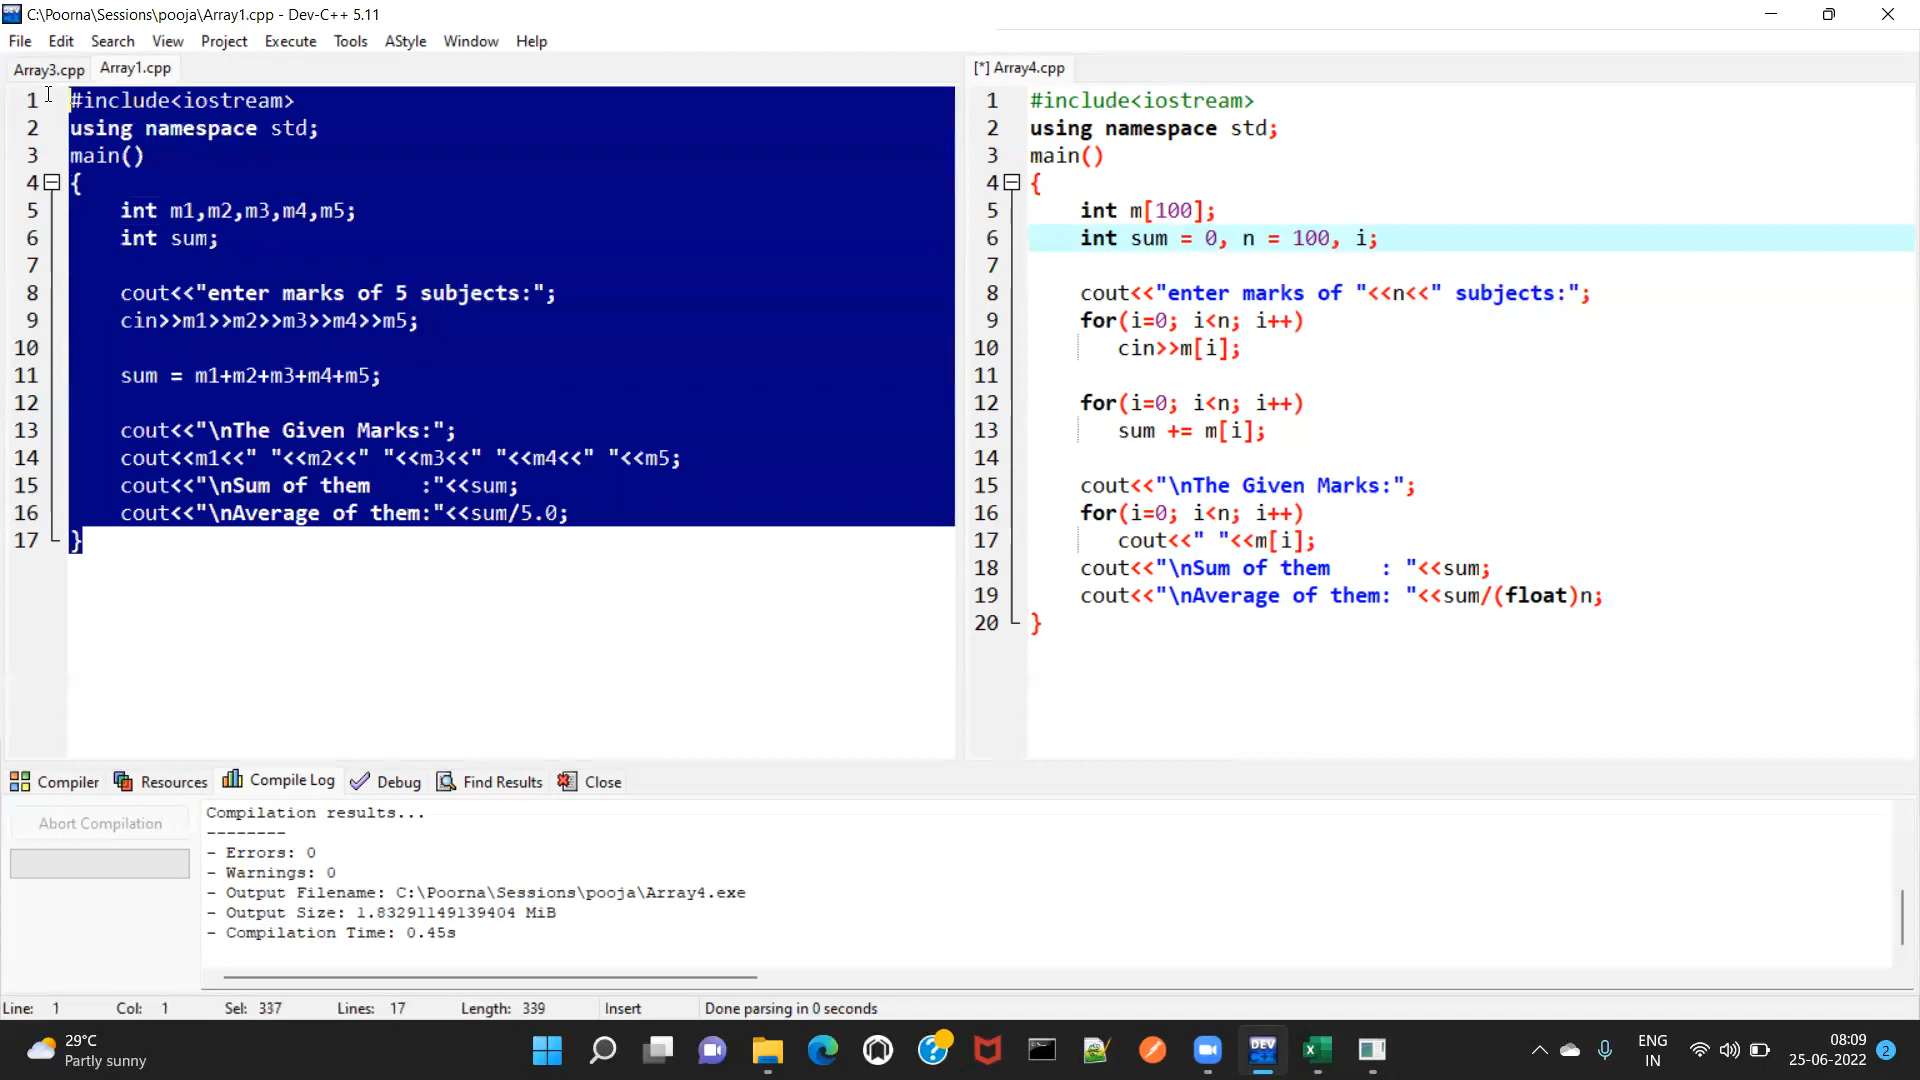 C:\Poorna\Sessions\pooja\Array1.cpp - Dev-C++ 5.11
File Edit Search View Project Execute Tools AStyle Window Help
Array3.cpp Array1.cpp
1 #include<iostream>
2 using namespace std;
3 main()
4 {
5 int m1,m2,m3,m4,m5;
6 int sum;
7
8 cout<<"enter marks of 5 subjects:";
9 cin>>m1>>m2>>m3>>m4>>m5;
10
11 sum = m1+m2+m3+m4+m5;
12
13 cout<<"\nThe Given Marks:";
14 cout<<m1<<" "<<m2<<" "<<m3<<" "<<m4<<" "<<m5;
15 cout<<"\nSum of them    :"<<sum;
16 cout<<"\nAverage of them:"<<sum/5.0;
17 }
[*] Array4.cpp
1 #include<iostream>
2 using namespace std;
3 main()
4 {
5 int m[100];
6 int sum = 0, n = 100, i;
7
8 cout<<"enter marks of "<<n<<" subjects:";
9 for(i=0; i<n; i++)
10 cin>>m[i];
11
12 for(i=0; i<n; i++)
13 sum += m[i];
14
15 cout<<"\nThe Given Marks:";
16 for(i=0; i<n; i++)
17 cout<<" "<<m[i];
18 cout<<"\nSum of them    : "<<sum;
19 cout<<"\nAverage of them: "<<sum/(float)n;
20 }
Compiler Resources Compile Log Debug Find Results Close
Abort Compilation
Compilation results...
--------
- Errors: 0
- Warnings: 0
- Output Filename: C:\Poorna\Sessions\pooja\Array4.exe
- Output Size: 1.83291149139404 MiB
- Compilation Time: 0.45s
Line: 1 Col: 1 Sel: 337 Lines: 17 Length: 339 Insert Done parsing in 0 seconds
29°C
Partly sunny
DEV
ENG
IN
08:09
25-06-2022
2